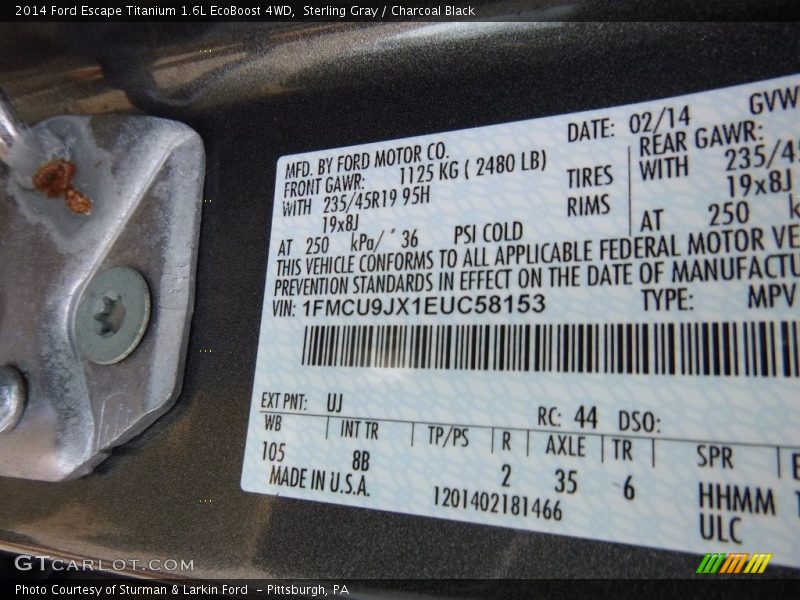 2014 Ford Escape Titanium 1.6L EcoBoost 4WD, Sterling Gray / Charcoal Black
MFD. BY FORD MOTOR CO.
DATE: 02/14
GVW
FRONT GAWR: 1125 KG ( 2480 LB)
REAR GAWR:
WITH 235/45R19 95H
TIRES
WITH 235/45
19x8J
RIMS
19x8J
AT 250 kPa/ 36 PSI COLD
AT 250 k
THIS VEHICLE CONFORMS TO ALL APPLICABLE FEDERAL MOTOR VE
PREVENTION STANDARDS IN EFFECT ON THE DATE OF MANUFACTU
VIN: 1FMCU9JX1EUC58153
TYPE: MPV
EXT PNT: UJ
RC: 44 DSO:
WB INT TR TP/PS R AXLE TR SPR
105 8B 2 35 6 HHMM
MADE IN U.S.A.
1201402181466
ULC
GTCARLOT.COM
Photo Courtesy of Sturman & Larkin Ford - Pittsburgh, PA